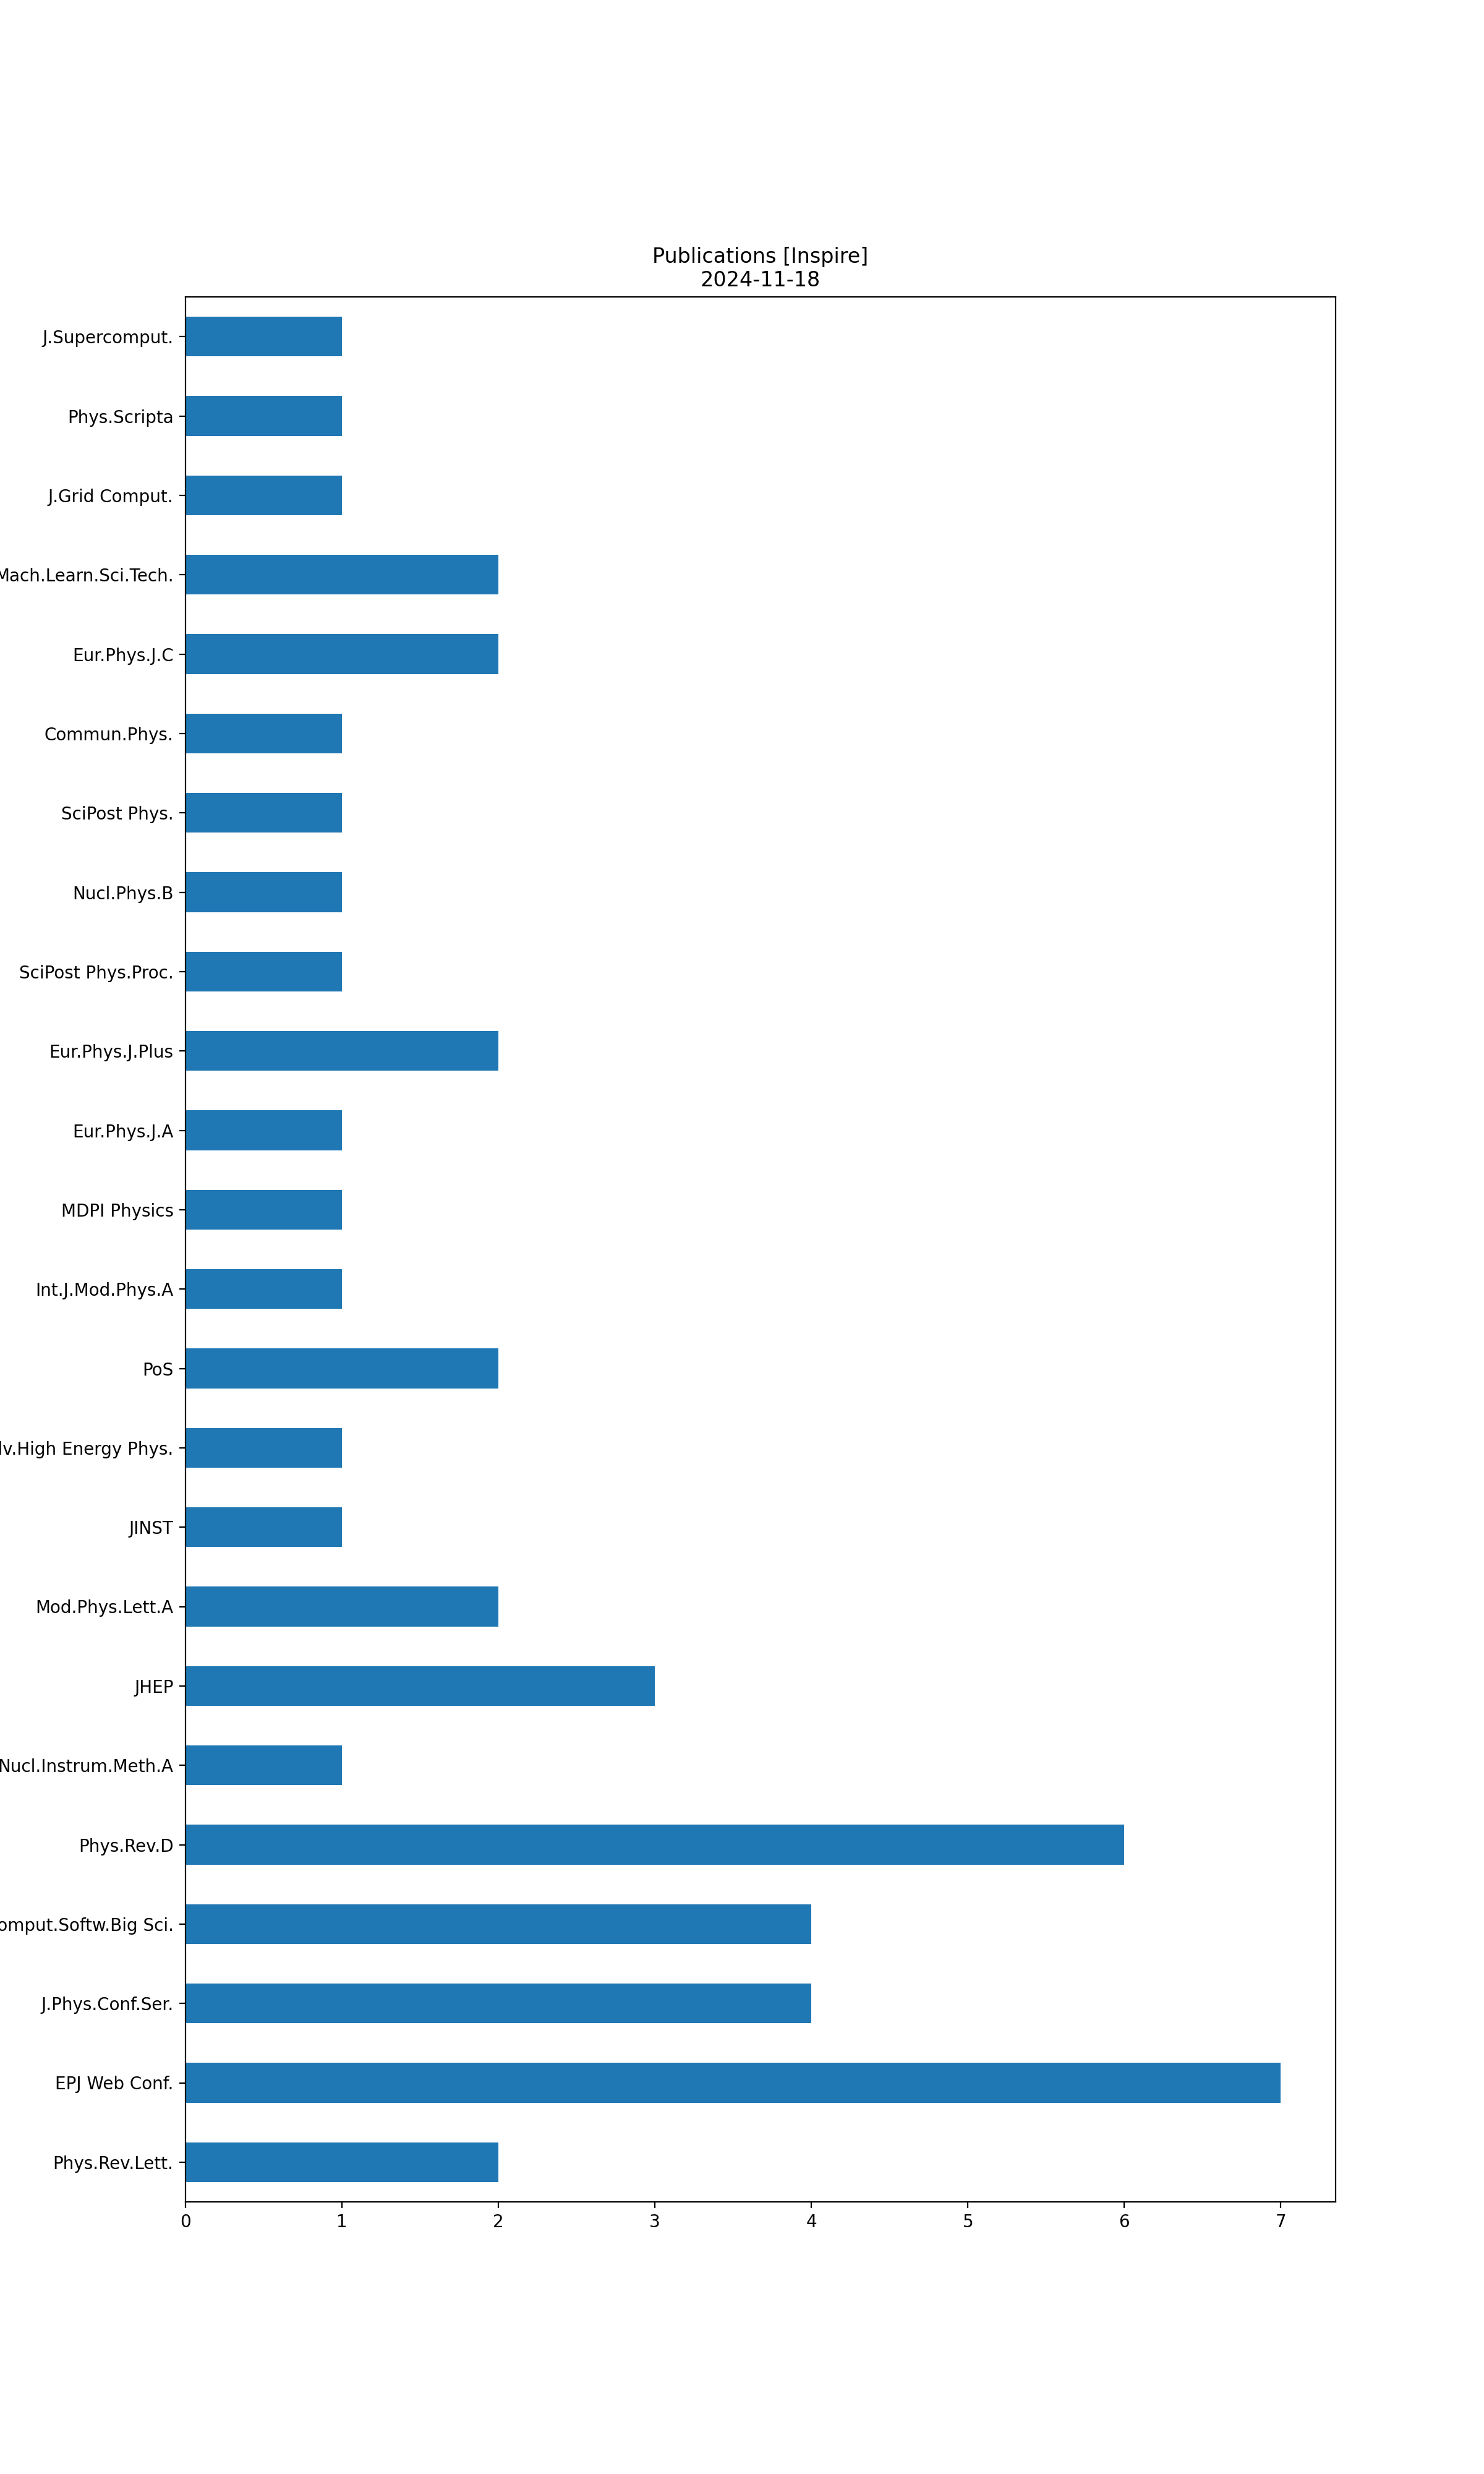 Publications [Inspire]
2024-11-18
J.Supercomput.
Phys.Scripta
J.Grid Comput.
Mach.Learn.Sci.Tech.
Eur.Phys.J.C
Commun.Phys.
SciPost Phys.
Nucl.Phys.B
SciPost Phys.Proc.
Eur.Phys.J.Plus
Eur.Phys.J.A
MDPI Physics
Int.J.Mod.Phys.A
PoS
v.High Energy Phys.
JINST
Mod.Phys.Lett.A
JHEP
Nucl.Instrum.Meth.A
Phys.Rev.D
omput.Softw.Big Sci.
J.Phys.Conf.Ser.
EPJ Web Conf.
Phys.Rev.Lett.
0 1 2 3 4 5 6 7